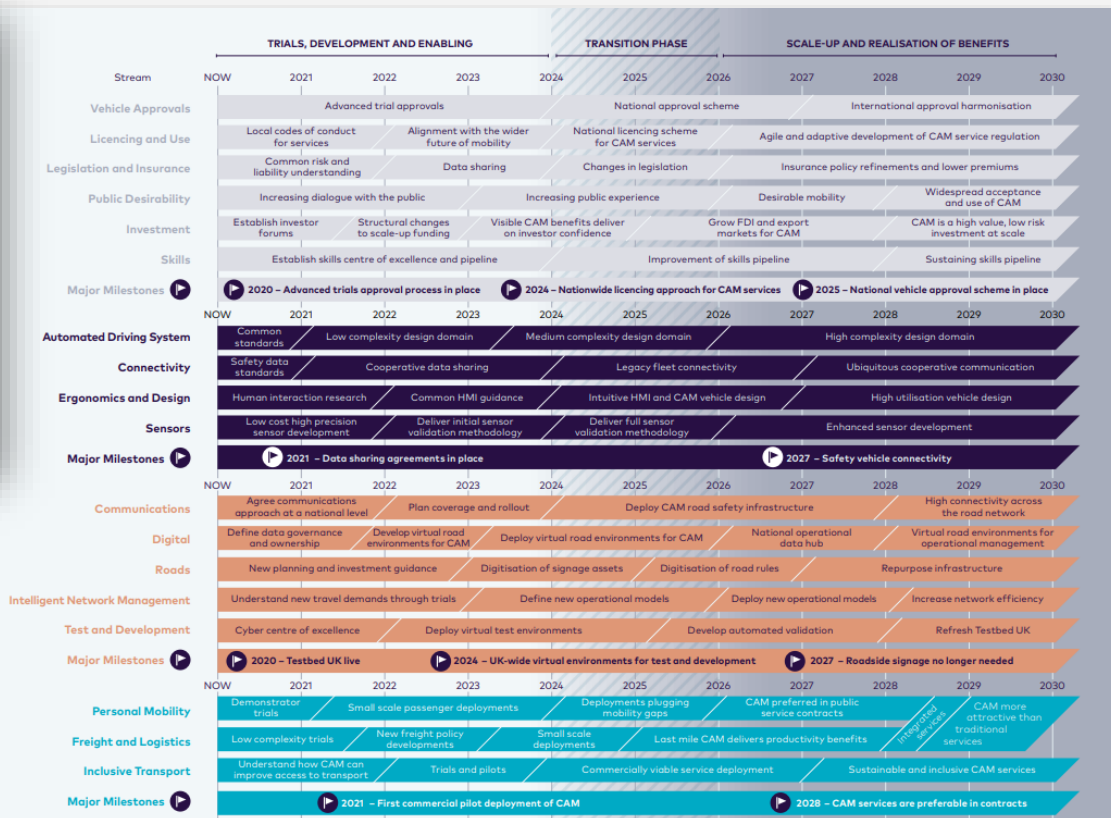 TRIALS, DEVELOPMENT AND ENABLING TRANSITION PHASE SCALE-UP AND REALISATION OF BENEFITS
Stream NOW 2021 2022 2023 2024 2025 2026 2027 2028 2029 2030
Vehicle Approvals Advanced trial approvals National approval scheme International approval harmonisation
Licencing and Use
Local codes of conduct
for services
Alignment with the wider
future of mobility
National licencing scheme
for CAM services
Agile and adaptive development of CAM service regulation
Legislation and Insurance
Common risk and
liability understanding
Data sharing
Changes in legislation
Insurance policy refinements and lower premiums
Public Desirability
Increasing dialogue with the public
Increasing public experience
Desirable mobility
Widespread acceptance
and use of CAM
Investment
Establish investor
forums
Structural changes
to scale-up funding
Visible CAM benefits deliver
on investor confidence
Grow FDI and export
markets for CAM
CAM is a high value, low risk
investment at scale
Skills
Establish skills centre of excellence and pipeline
Improvement of skills pipeline
Sustaining skills pipeline
Major Milestones
2020 – Advanced trials approval process in place
2024 – Nationwide licencing approach for CAM services
2025 – National vehicle approval scheme in place
NOW 2021 2022 2023 2024 2025 2026 2027 2028 2029 2030
Automated Driving System
Common
standards
Low complexity design domain
Medium complexity design domain
High complexity design domain
Connectivity
Safety data
standards
Cooperative data sharing
Legacy fleet connectivity
Ubiquitous cooperative communication
Ergonomics and Design
Human interaction research
Common HMI guidance
Intuitive HMI and CAM vehicle design
High utilisation vehicle design
Sensors
Low cost high precision
sensor development
Deliver initial sensor
validation methodology
Deliver full sensor
validation methodology
Enhanced sensor development
Major Milestones
2021 – Data sharing agreements in place
2027 – Safety vehicle connectivity
NOW 2021 2022 2023 2024 2025 2026 2027 2028 2029 2030
Communications
Agree communications
approach at a national level
Plan coverage and rollout
Deploy CAM road safety infrastructure
High connectivity across
the road network
Digital
Define data governance
and ownership
Develop virtual road
environments for CAM
Deploy virtual road environments for CAM
National operational
data hub
Virtual road environments for
operational management
Roads
New planning and investment guidance
Digitisation of signage assets
Digitisation of road rules
Repurpose infrastructure
Intelligent Network Management
Understand new travel demands through trials
Define new operational models
Deploy new operational models
Increase network efficiency
Test and Development
Cyber centre of excellence
Deploy virtual test environments
Develop automated validation
Refresh Testbed UK
Major Milestones
2020 – Testbed UK live
2024 – UK-wide virtual environments for test and development
2027 – Roadside signage no longer needed
NOW 2021 2022 2023 2024 2025 2026 2027 2028 2029 2030
Personal Mobility
Demonstrator
trials
Small scale passenger deployments
Deployments plugging
mobility gaps
CAM preferred in public
service contracts
Integrated
services
CAM more
attractive than
traditional
services
Freight and Logistics
Low complexity trials
New freight policy
developments
Small scale
deployments
Last mile CAM delivers productivity benefits
Inclusive Transport
Understand how CAM can
improve access to transport
Trials and pilots
Commercially viable service deployment
Sustainable and inclusive CAM services
Major Milestones
2021 – First commercial pilot deployment of CAM
2028 – CAM services are preferable in contracts